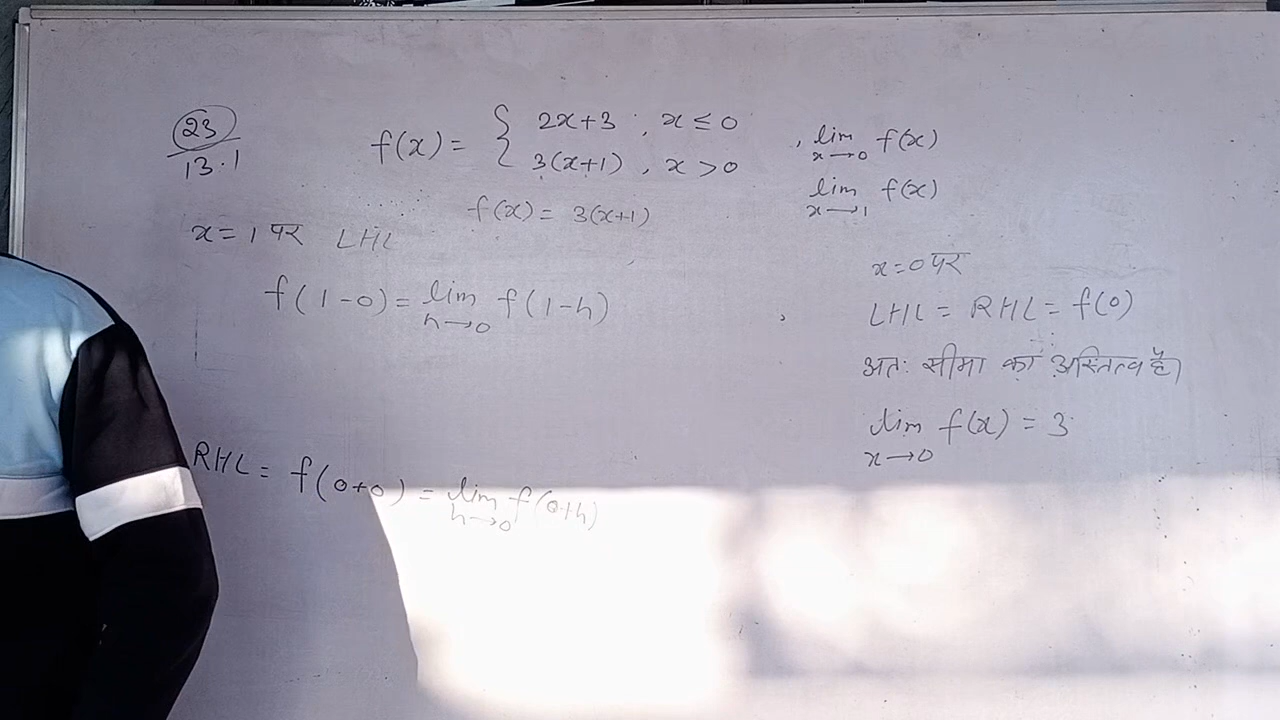 23
13.1
f(x) = { 2x+3 , x ≤ 0
3(x+1) , x > 0
, lim x→0 f(x)
lim x→1 f(x)
f(x) = 3(x+1)
x = 1 पर LHL
f(1-0) = lim h→0 f(1-h)
RHL = f(0+0) = lim h→0 f(0+h)
x = 0 पर
LHL = RHL = f(0)
अतः सीमा का अस्तित्व है।
lim x→0 f(x) = 3